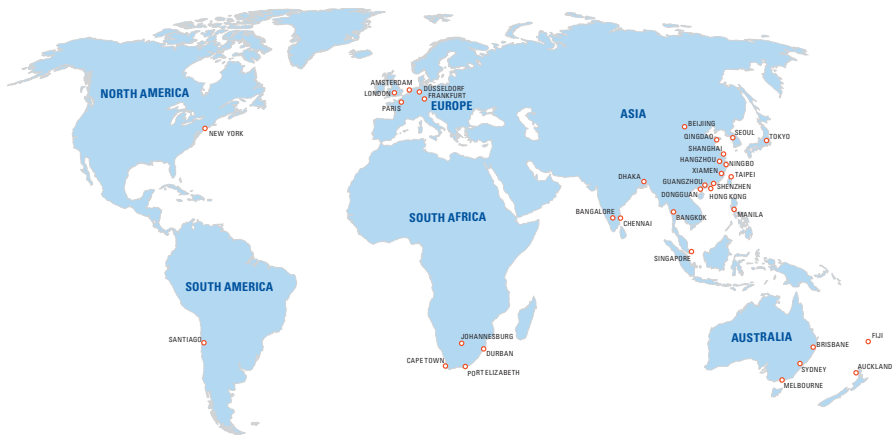 NORTH AMERICA
NEW YORK
AMSTERDAM
LONDON
PARIS
DÜSSELDORF
FRANKFURT
EUROPE
ASIA
BEIJIING
QINGDAO
SEOUL
TOKYO
SHANGHAI
HANGZHOU
NINGBO
XIAMEN
TAIPEI
DHAKA
GUANGZHOU
SHENZHEN
DONGGUAN
HONG KONG
BANGALORE
CHENNAI
BANGKOK
MANILA
SINGAPORE
SOUTH AFRICA
SOUTH AMERICA
SANTIAGO
JOHANNESBURG
DURBAN
CAPE TOWN
PORT ELIZABETH
AUSTRALIA
BRISBANE
FIJI
SYDNEY
AUCKLAND
MELBOURNE